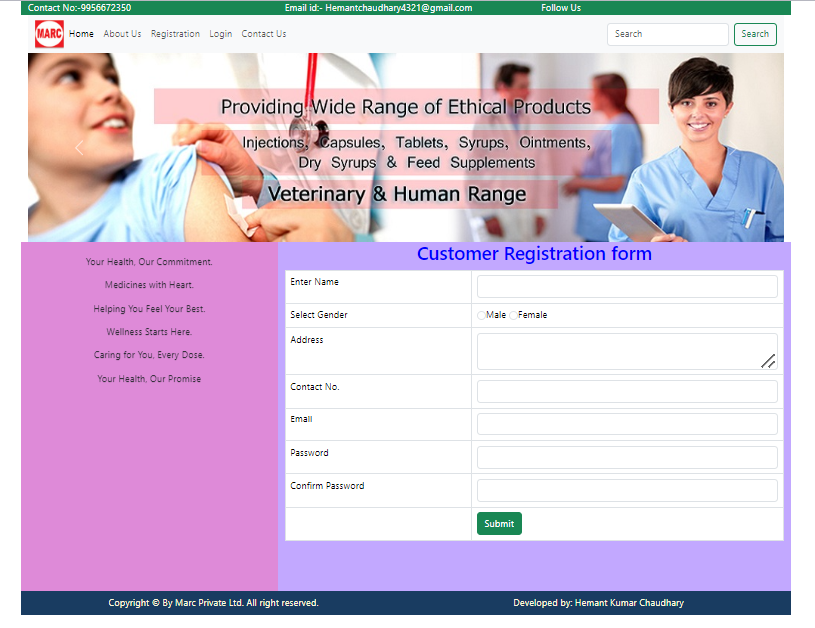 Contact No:-9956672350 Email id:- Hemantchaudhary4321@gmail.com Follow Us
MARC Home About Us Registration Login Contact Us Search Search
Providing Wide Range of Ethical Products
Injections, Capsules, Tablets, Syrups, Ointments,
Dry Syrups & Feed Supplements
Veterinary & Human Range
Your Health, Our Commitment.
Medicines with Heart.
Helping You Feel Your Best.
Wellness Starts Here.
Caring for You, Every Dose.
Your Health, Our Promise
Customer Registration form
Enter Name
Select Gender Male Female
Address
Contact No.
Email
Password
Confirm Password
Submit
Copyright © By Marc Private Ltd. All right reserved. Developed by: Hemant Kumar Chaudhary